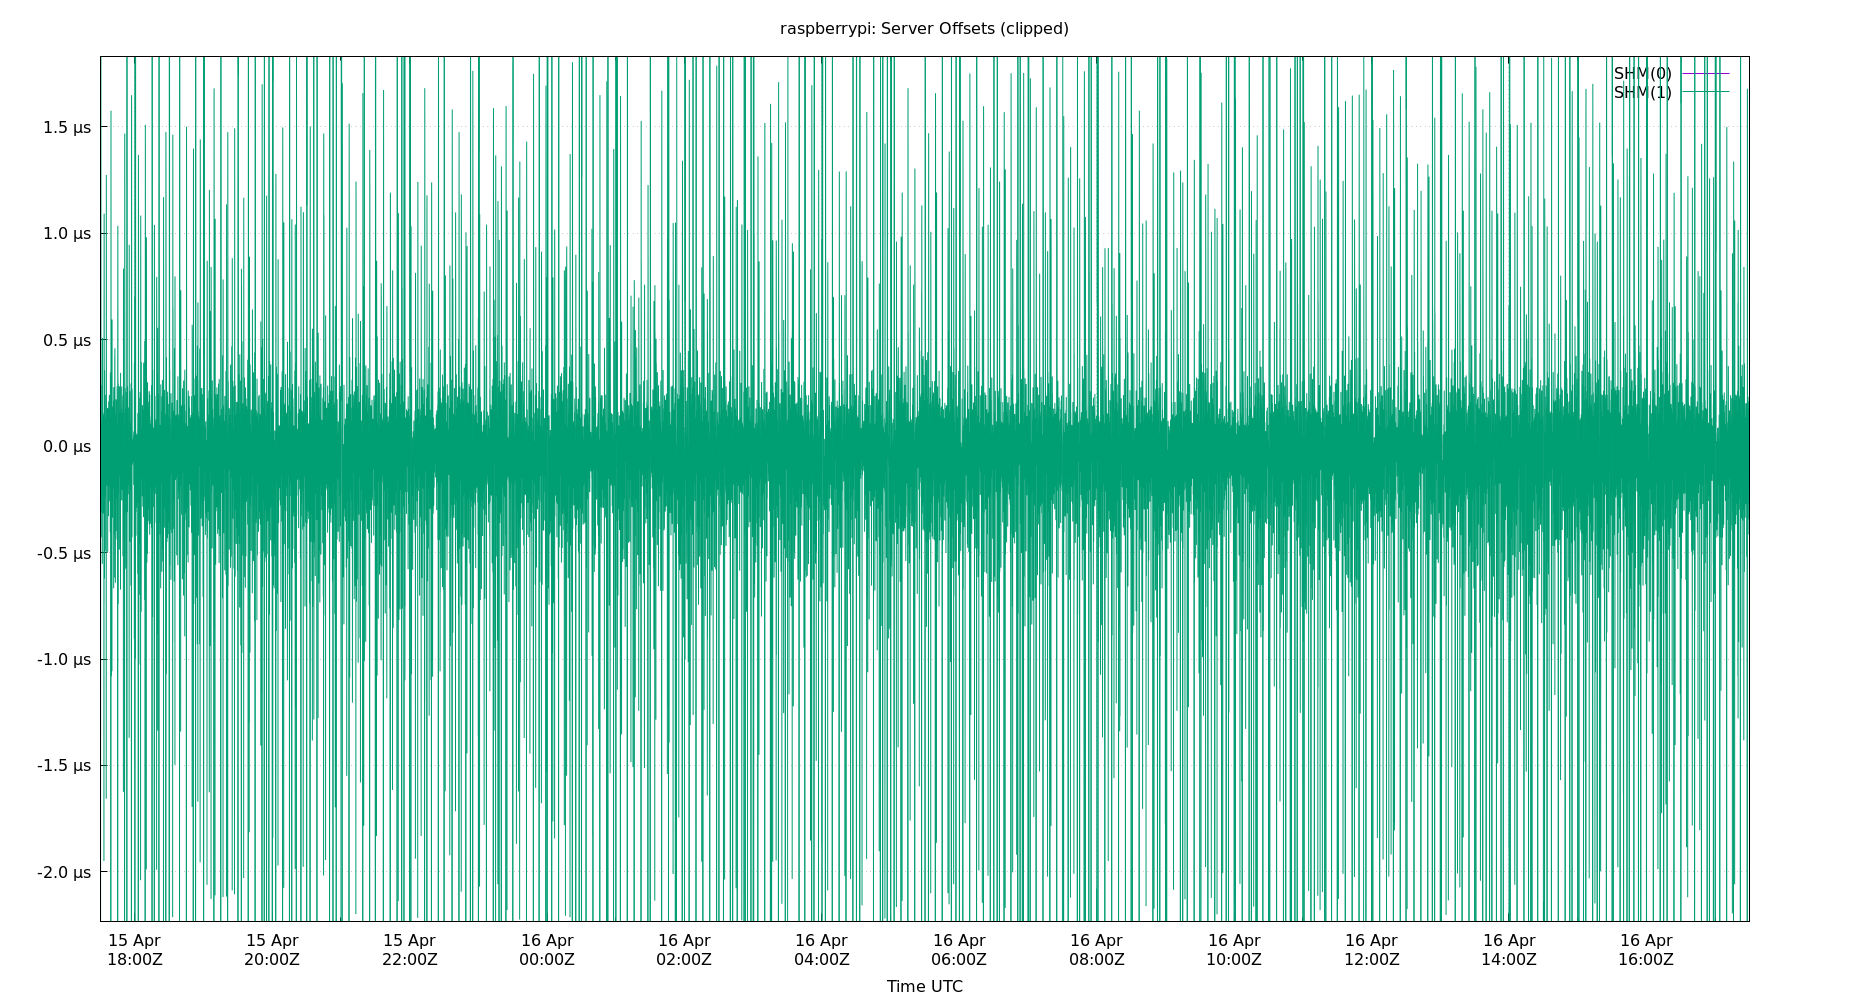 raspberrypi: Server Offsets (clipped)
SHM(0)
SHM(1)
1.5 µs
1.0 µs
0.5 µs
0.0 µs
-0.5 µs
-1.0 µs
-1.5 µs
-2.0 µs
15 Apr 15 Apr 15 Apr 16 Apr 16 Apr 16 Apr 16 Apr 16 Apr 16 Apr 16 Apr 16 Apr 16 Apr
18:00Z 20:00Z 22:00Z 00:00Z 02:00Z 04:00Z 06:00Z 08:00Z 10:00Z 12:00Z 14:00Z 16:00Z
Time UTC